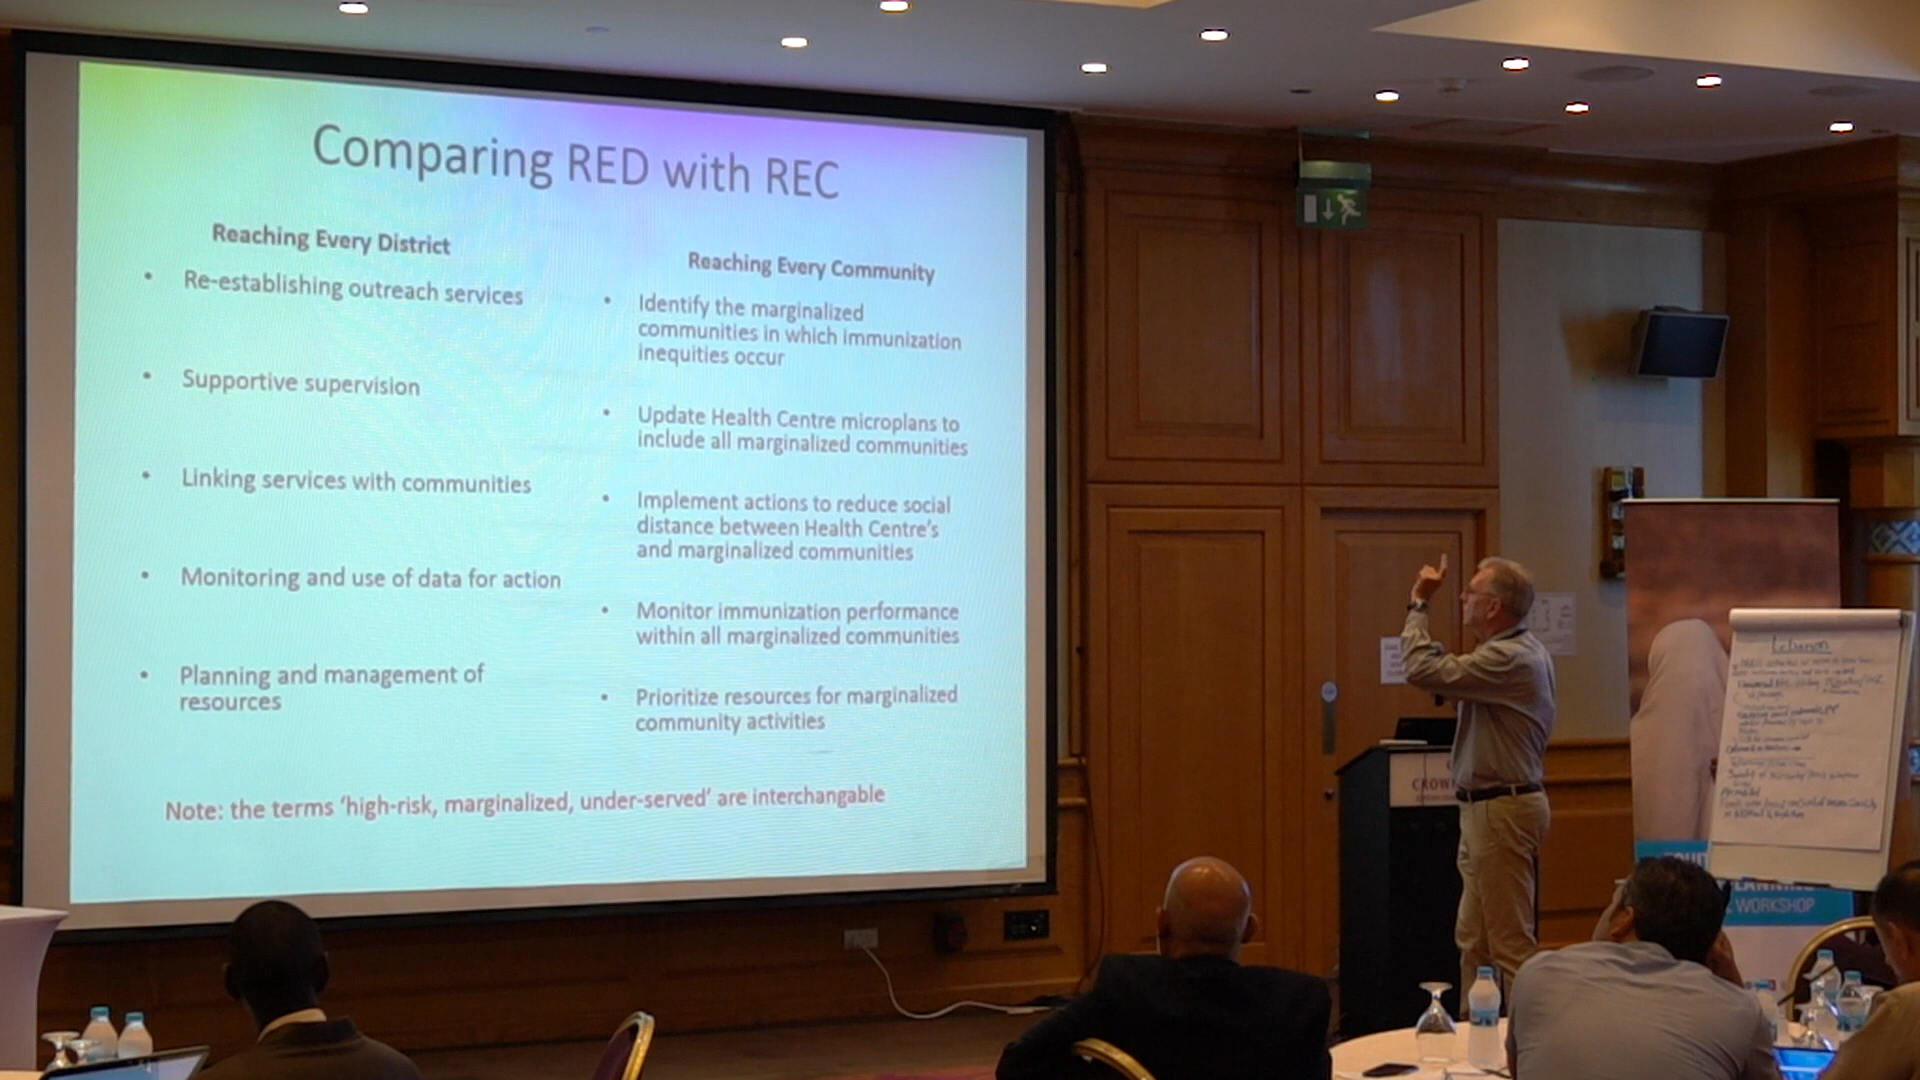 Comparing RED with REC
Reaching Every District
• Re-establishing outreach services
• Supportive supervision
• Linking services with communities
• Monitoring and use of data for action
• Planning and management of
resources
Reaching Every Community
• Identify the marginalized
communities in which immunization
inequities occur
• Update Health Centre microplans to
include all marginalized communities
• Implement actions to reduce social
distance between Health Centre's
and marginalized communities
• Monitor immunization performance
within all marginalized communities
• Prioritize resources for marginalized
community activities
Note: the terms 'high-risk, marginalized, under-served' are interchangable
Lebanon
WORKSHOP